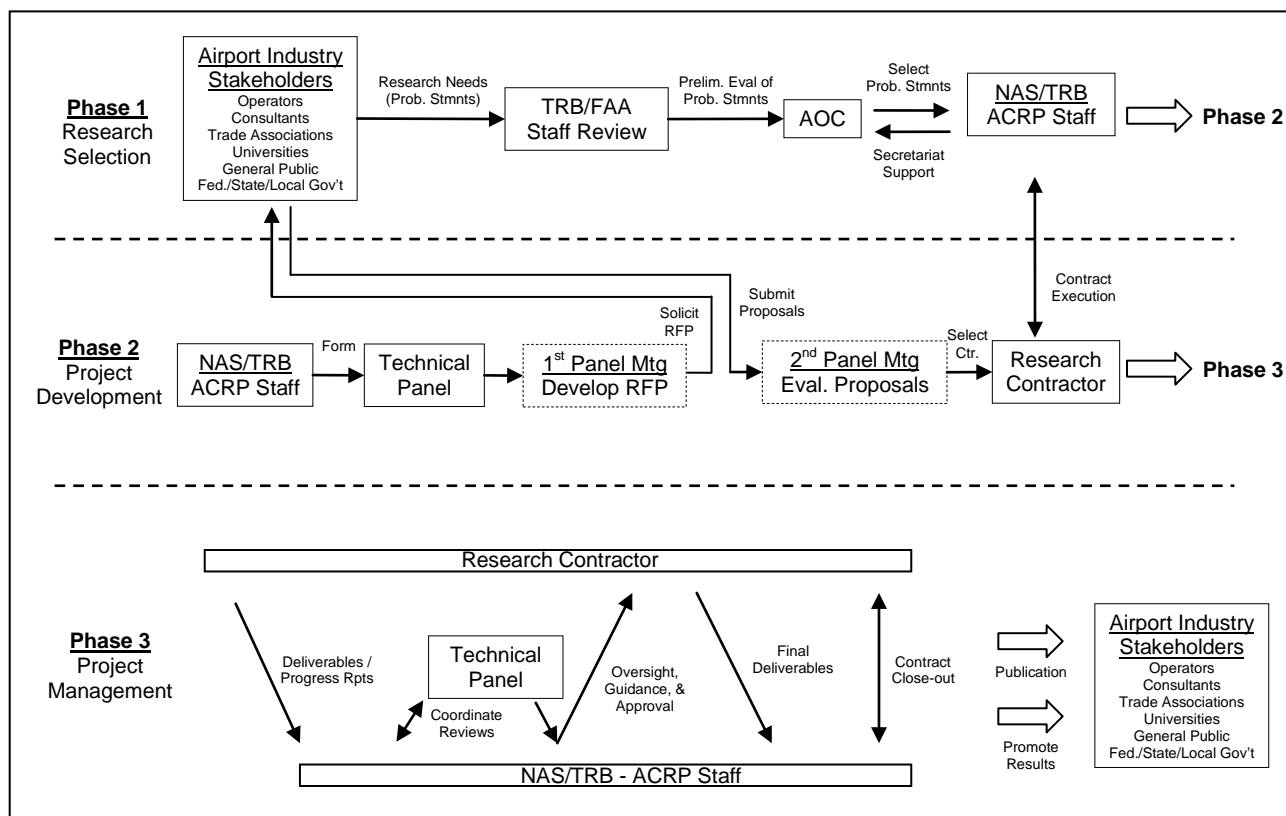 Phase 1
Research
Selection
Airport Industry
Stakeholders
Operators
Consultants
Trade Associations
Universities
General Public
Fed./State/Local Gov't
Research Needs
(Prob. Stmnts)
TRB/FAA
Staff Review
Prelim. Eval of
Prob. Stmnts
AOC
Select
Prob. Stmnts
Secretariat
Support
NAS/TRB
ACRP Staff
Phase 2
Phase 2
Project
Development
NAS/TRB
ACRP Staff
Form
Technical
Panel
1st Panel Mtg
Develop RFP
Solicit
RFP
Submit
Proposals
2nd Panel Mtg
Eval. Proposals
Select
Ctr.
Contract
Execution
Research
Contractor
Phase 3
Phase 3
Project
Management
Research Contractor
Deliverables /
Progress Rpts
Technical
Panel
Coordinate
Reviews
Oversight,
Guidance, &
Approval
Final
Deliverables
Contract
Close-out
NAS/TRB - ACRP Staff
Publication
Promote
Results
Airport Industry
Stakeholders
Operators
Consultants
Trade Associations
Universities
General Public
Fed./State/Local Gov't